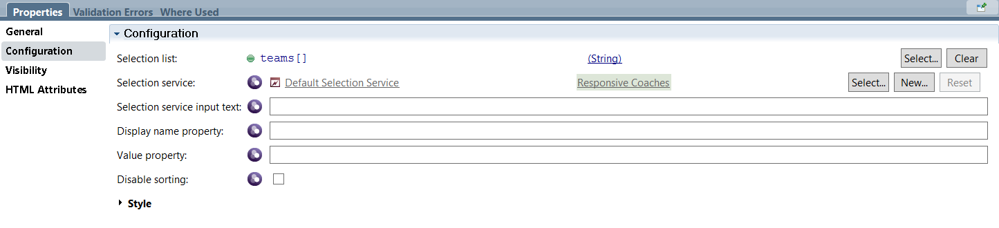 Properties Validation Errors Where Used
General
Configuration
Visibility
HTML Attributes
Configuration
Selection list: teams[] (String) Select... Clear
Selection service: Default Selection Service Responsive Coaches Select... New... Reset
Selection service input text:
Display name property:
Value property:
Disable sorting:
Style